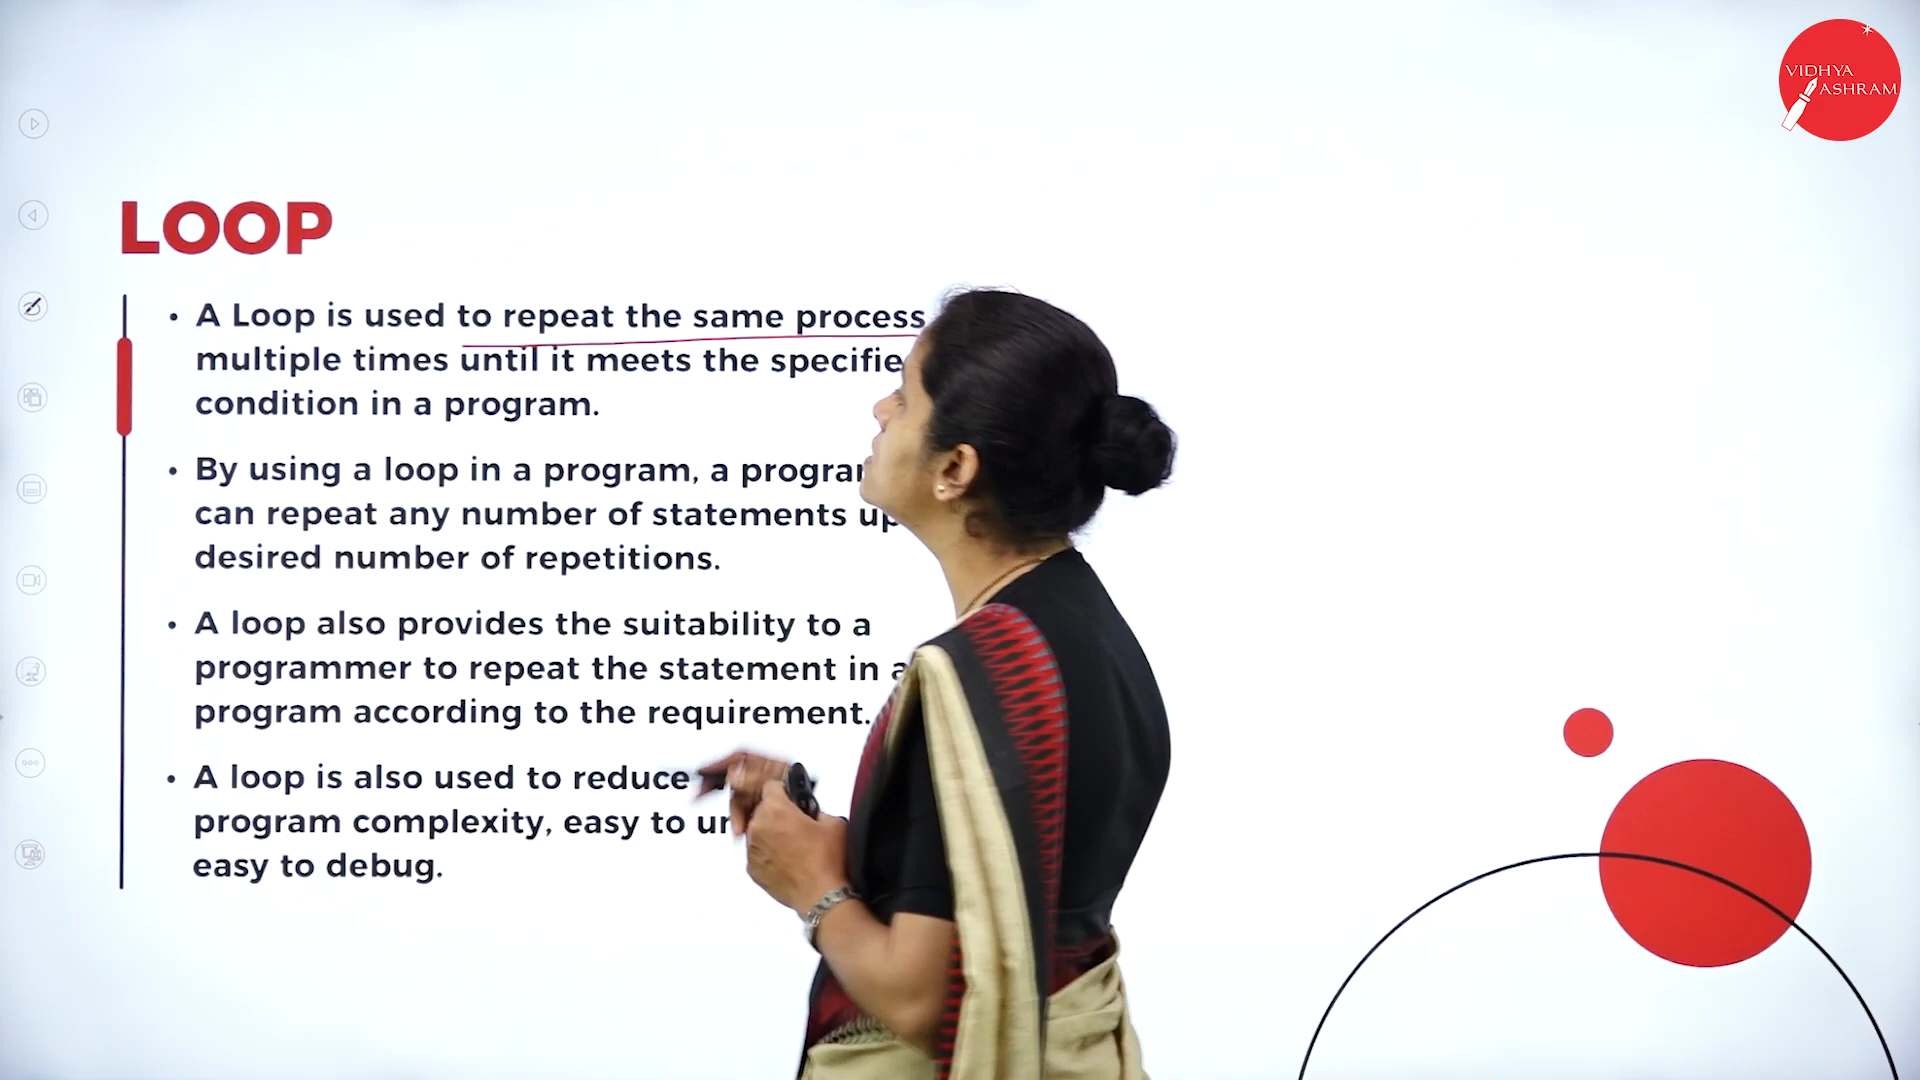 VIDHYA
ASHRAM
LOOP
• A Loop is used to repeat the same process
multiple times until it meets the
condition in a program.
• By using a loop in a program, a
can repeat any number of statements
desired number of repetitions.
• A loop also provides the suitability to a
programmer to repeat the statement in
program according to the requirement.
• A loop is also used to reduce
program complexity, easy to
easy to debug.